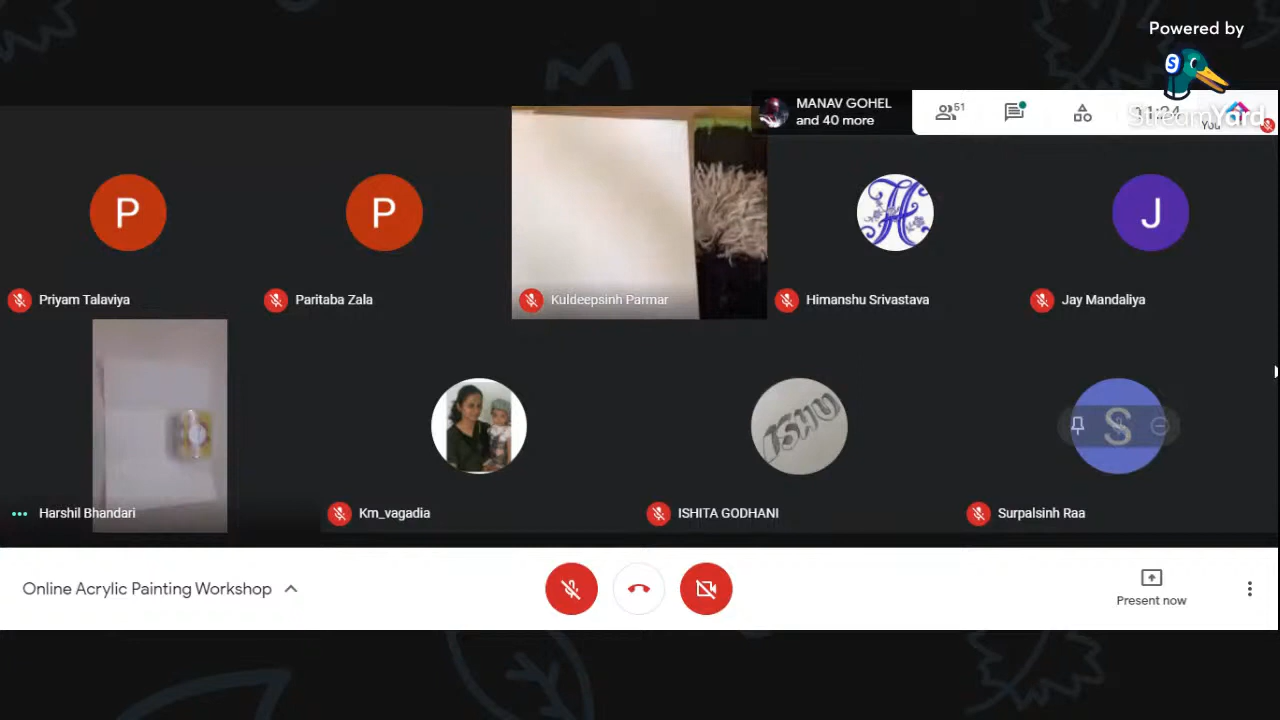 Powered by
StreamYard
S
MANAV GOHEL
and 40 more
51
You
P
P
H
J
Priyam Talaviya
Paritaba Zala
Kuldeepsinh Parmar
Himanshu Srivastava
Jay Mandaliya
ISHU
S
Harshil Bhandari
Km_vagadia
ISHITA GODHANI
Surpalsinh Raa
Online Acrylic Painting Workshop
Present now